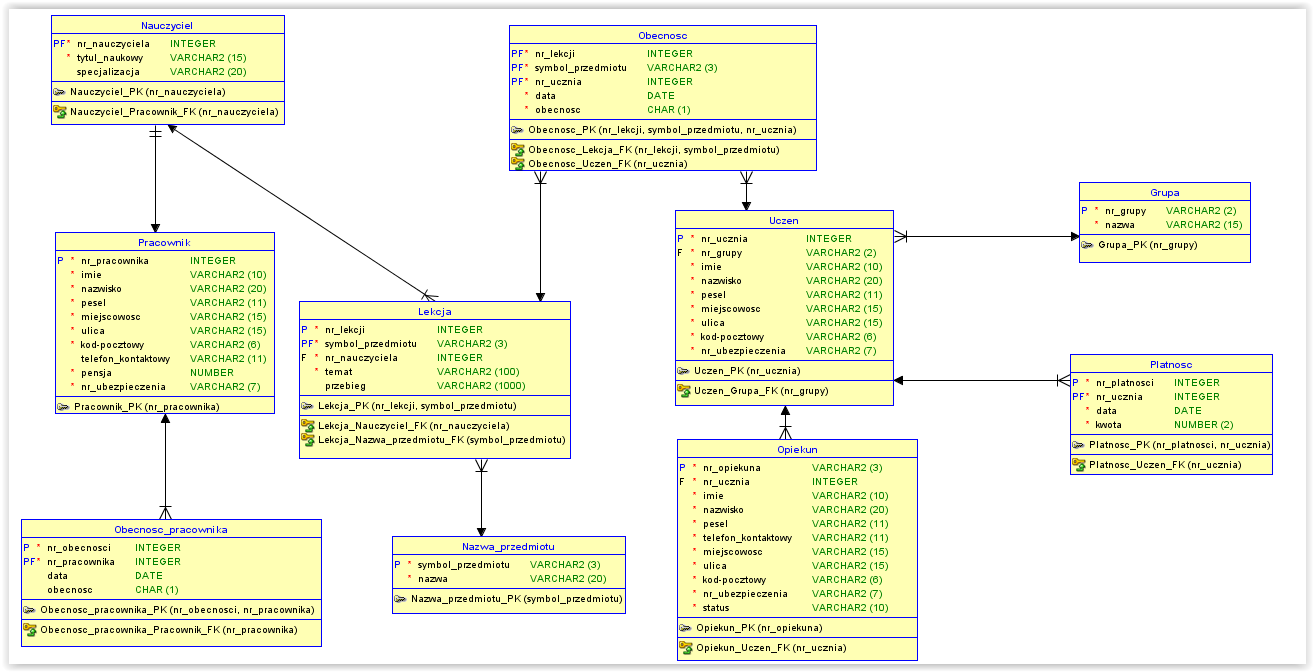 Nauczyciel
PF* nr_nauczyciela INTEGER
* tytul_naukowy VARCHAR2 (15)
specjalizacja VARCHAR2 (20)
Nauczyciel_PK (nr_nauczyciela)
Nauczyciel_Pracownik_FK (nr_nauczyciela)
Obecnosc
PF* nr_lekcji INTEGER
PF* symbol_przedmiotu VARCHAR2 (3)
PF* nr_ucznia INTEGER
* data DATE
* obecnosc CHAR (1)
Obecnosc_PK (nr_lekcji, symbol_przedmiotu, nr_ucznia)
Obecnosc_Lekcja_FK (nr_lekcji, symbol_przedmiotu)
Obecnosc_Uczen_FK (nr_ucznia)
Grupa
P * nr_grupy VARCHAR2 (2)
* nazwa VARCHAR2 (15)
Grupa_PK (nr_grupy)
Uczen
P * nr_ucznia INTEGER
F * nr_grupy VARCHAR2 (2)
* imie VARCHAR2 (10)
* nazwisko VARCHAR2 (20)
* pesel VARCHAR2 (11)
* miejscowosc VARCHAR2 (15)
* ulica VARCHAR2 (15)
* kod-pocztowy VARCHAR2 (6)
* nr_ubezpieczenia VARCHAR2 (7)
Uczen_PK (nr_ucznia)
Uczen_Grupa_FK (nr_grupy)
Pracownik
P * nr_pracownika INTEGER
* imie VARCHAR2 (10)
* nazwisko VARCHAR2 (20)
* pesel VARCHAR2 (11)
* miejscowosc VARCHAR2 (15)
* ulica VARCHAR2 (15)
* kod-pocztowy VARCHAR2 (6)
telefon_kontaktowy VARCHAR2 (11)
* pensja NUMBER
* nr_ubezpieczenia VARCHAR2 (7)
Pracownik_PK (nr_pracownika)
Lekcja
P * nr_lekcji INTEGER
PF* symbol_przedmiotu VARCHAR2 (3)
F * nr_nauczyciela INTEGER
* temat VARCHAR2 (100)
przebieg VARCHAR2 (1000)
Lekcja_PK (nr_lekcji, symbol_przedmiotu)
Lekcja_Nauczyciel_FK (nr_nauczyciela)
Lekcja_Nazwa_przedmiotu_FK (symbol_przedmiotu)
Platnosc
P * nr_platnosci INTEGER
PF* nr_ucznia INTEGER
* data DATE
* kwota NUMBER (2)
Platnosc_PK (nr_platnosci, nr_ucznia)
Platnosc_Uczen_FK (nr_ucznia)
Opiekun
P * nr_opiekuna VARCHAR2 (3)
F * nr_ucznia INTEGER
* imie VARCHAR2 (10)
* nazwisko VARCHAR2 (20)
* pesel VARCHAR2 (11)
* telefon_kontaktowy VARCHAR2 (11)
* miejscowosc VARCHAR2 (15)
* ulica VARCHAR2 (15)
* kod-pocztowy VARCHAR2 (6)
* nr_ubezpieczenia VARCHAR2 (7)
* status VARCHAR2 (10)
Opiekun_PK (nr_opiekuna)
Opiekun_Uczen_FK (nr_ucznia)
Obecnosc_pracownika
P * nr_obecnosci INTEGER
PF* nr_pracownika INTEGER
data DATE
obecnosc CHAR (1)
Obecnosc_pracownika_PK (nr_obecnosci, nr_pracownika)
Obecnosc_pracownika_Pracownik_FK (nr_pracownika)
Nazwa_przedmiotu
P * symbol_przedmiotu VARCHAR2 (3)
* nazwa VARCHAR2 (20)
Nazwa_przedmiotu_PK (symbol_przedmiotu)